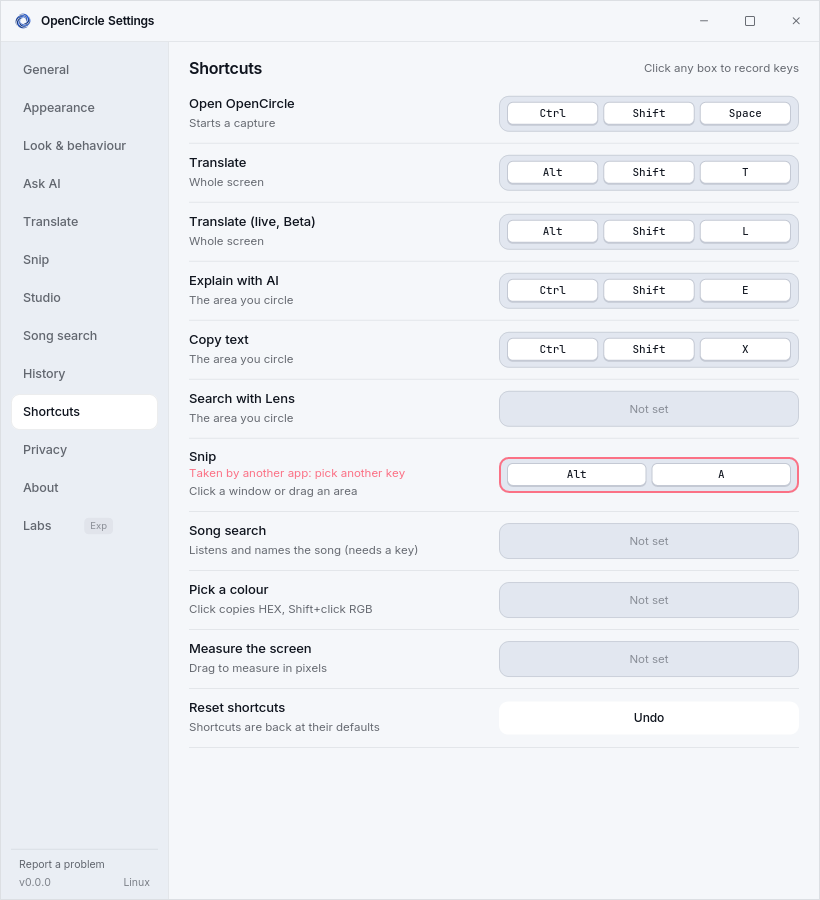 OpenCircle Settings
General
Appearance
Look & behaviour
Ask AI
Translate
Snip
Studio
Song search
History
Shortcuts
Privacy
About
Labs Exp
Report a problem
v0.0.0 Linux
Shortcuts
Click any box to record keys
Open OpenCircle
Starts a capture
Ctrl Shift Space
Translate
Whole screen
Alt Shift T
Translate (live, Beta)
Whole screen
Alt Shift L
Explain with AI
The area you circle
Ctrl Shift E
Copy text
The area you circle
Ctrl Shift X
Search with Lens
The area you circle
Not set
Snip
Taken by another app: pick another key
Click a window or drag an area
Alt A
Song search
Listens and names the song (needs a key)
Not set
Pick a colour
Click copies HEX, Shift+click RGB
Not set
Measure the screen
Drag to measure in pixels
Not set
Reset shortcuts
Shortcuts are back at their defaults
Undo